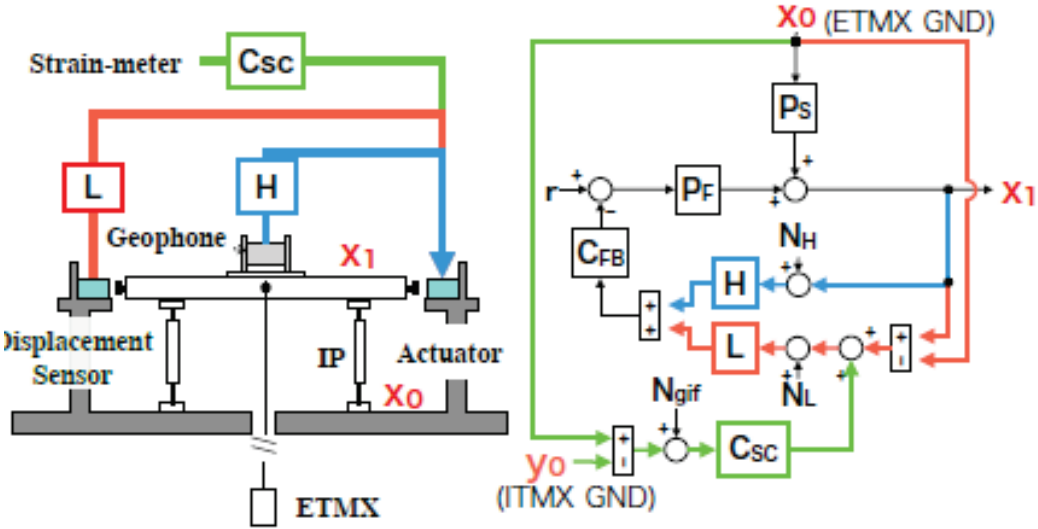 Strain-meter
Csc
L
H
Geophone
X1
Displacement
Sensor
IP
Actuator
X0
ETMX
X0 (ETMX GND)
PS
+
r
+
PF
+
X1
−
NH
CFB
+
H
+
+
L
+
+
+
−
+
NL
Ngif
+
+
−
CSC
y0
(ITMX GND)